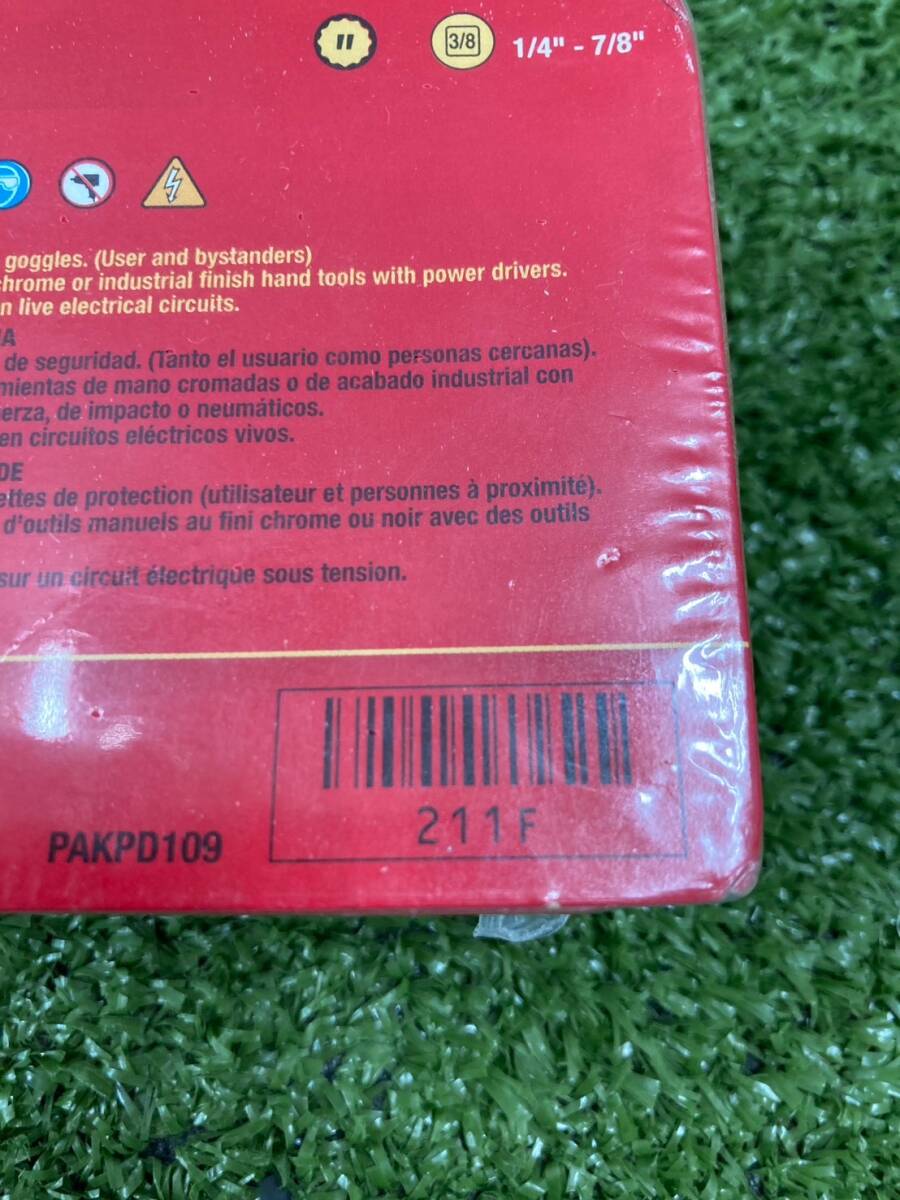 "
3/8 1/4" - 7/8"
goggles. (User and bystanders)
chrome or industrial finish hand tools with power drivers.
n live electrical circuits.
A
de seguridad. (Tanto el usuario como personas cercanas).
mientas de mano cromadas o de acabado industrial con
erza, de impacto o neumáticos.
en circuitos eléctricos vivos.
DE
ettes de protection (utilisateur et personnes à proximité).
d'outils manuels au fini chrome ou noir avec des outils
sur un circuit électrique sous tension.
PAKPD109
211F